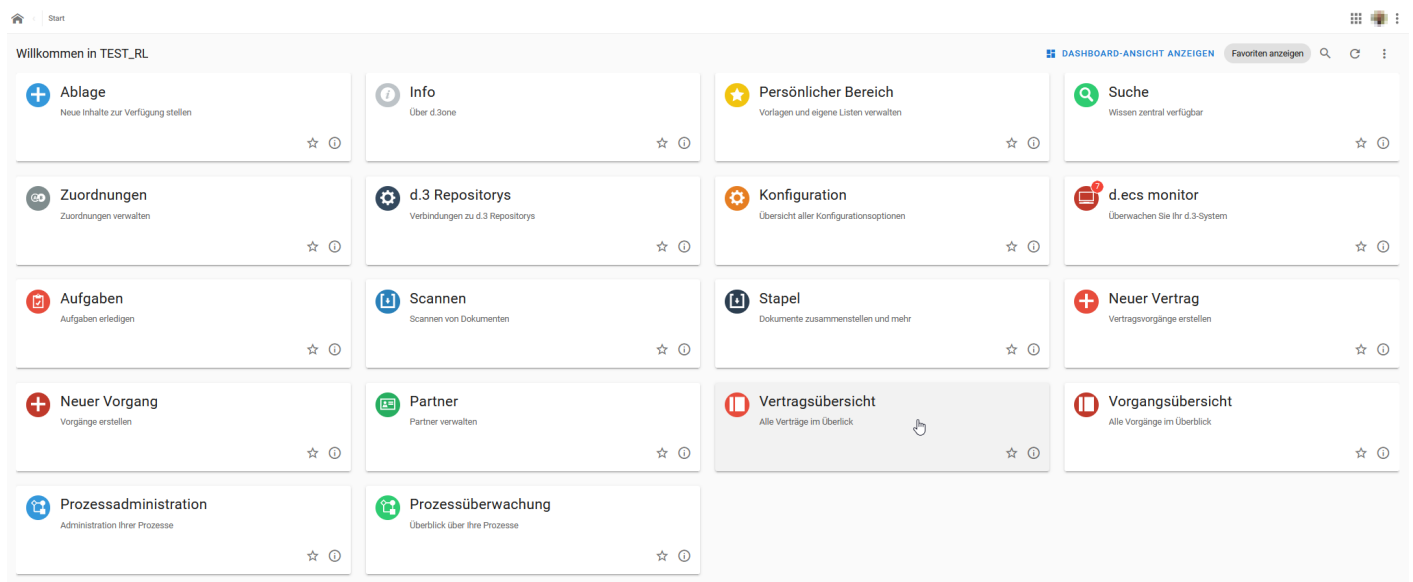 Start
Willkommen in TEST_RL
DASHBOARD-ANSICHT ANZEIGEN
Favoriten anzeigen
Ablage
Neue Inhalte zur Verfügung stellen
Info
Über d.3one
Persönlicher Bereich
Vorlagen und eigene Listen verwalten
Suche
Wissen zentral verfügbar
Zuordnungen
Zuordnungen verwalten
d.3 Repositorys
Verbindungen zu d.3 Repositorys
Konfiguration
Übersicht aller Konfigurationsoptionen
7
d.ecs monitor
Überwachen Sie Ihr d.3-System
Aufgaben
Aufgaben erledigen
Scannen
Scannen von Dokumenten
Stapel
Dokumente zusammenstellen und mehr
Neuer Vertrag
Vertragsvorgänge erstellen
Neuer Vorgang
Vorgänge erstellen
Partner
Partner verwalten
Vertragsübersicht
Alle Verträge im Überlick
Vorgangsübersicht
Alle Vorgänge im Überblick
Prozessadministration
Administration Ihrer Prozesse
Prozessüberwachung
Überblick über Ihre Prozesse